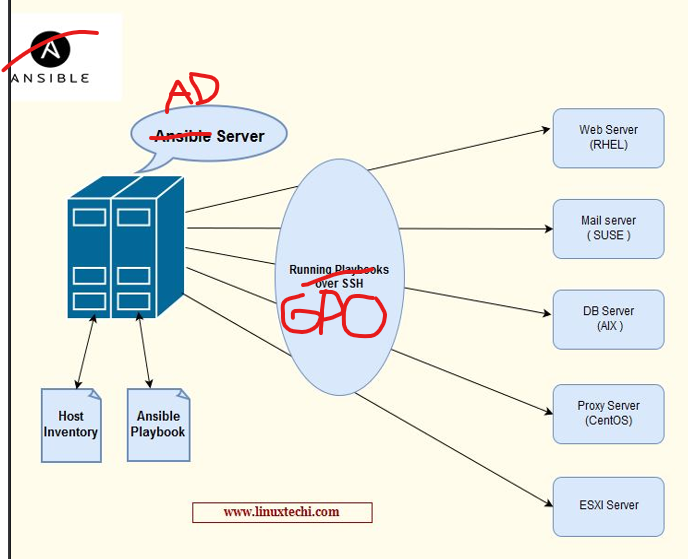 ANSIBLE
AD
Ansible Server
Web Server
(RHEL)
Mail server
( SUSE )
Running Playbooks
over SSH
GPO
DB Server
(AIX )
Host
Inventory
Ansible
Playbook
Proxy Server
(CentOS)
ESXI Server
www.linuxtechi.com